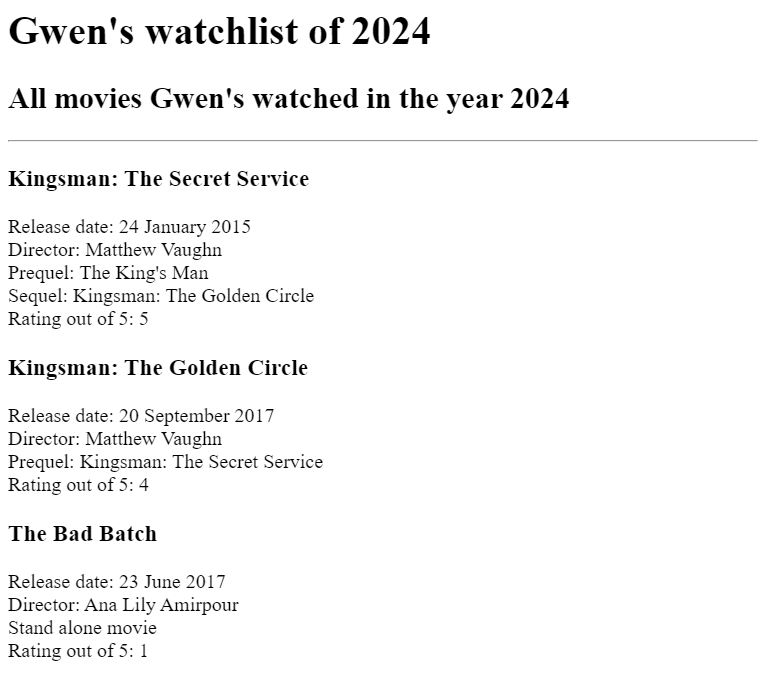 Gwen's watchlist of 2024
All movies Gwen's watched in the year 2024
Kingsman: The Secret Service
Release date: 24 January 2015
Director: Matthew Vaughn
Prequel: The King's Man
Sequel: Kingsman: The Golden Circle
Rating out of 5: 5
Kingsman: The Golden Circle
Release date: 20 September 2017
Director: Matthew Vaughn
Prequel: Kingsman: The Secret Service
Rating out of 5: 4
The Bad Batch
Release date: 23 June 2017
Director: Ana Lily Amirpour
Stand alone movie
Rating out of 5: 1